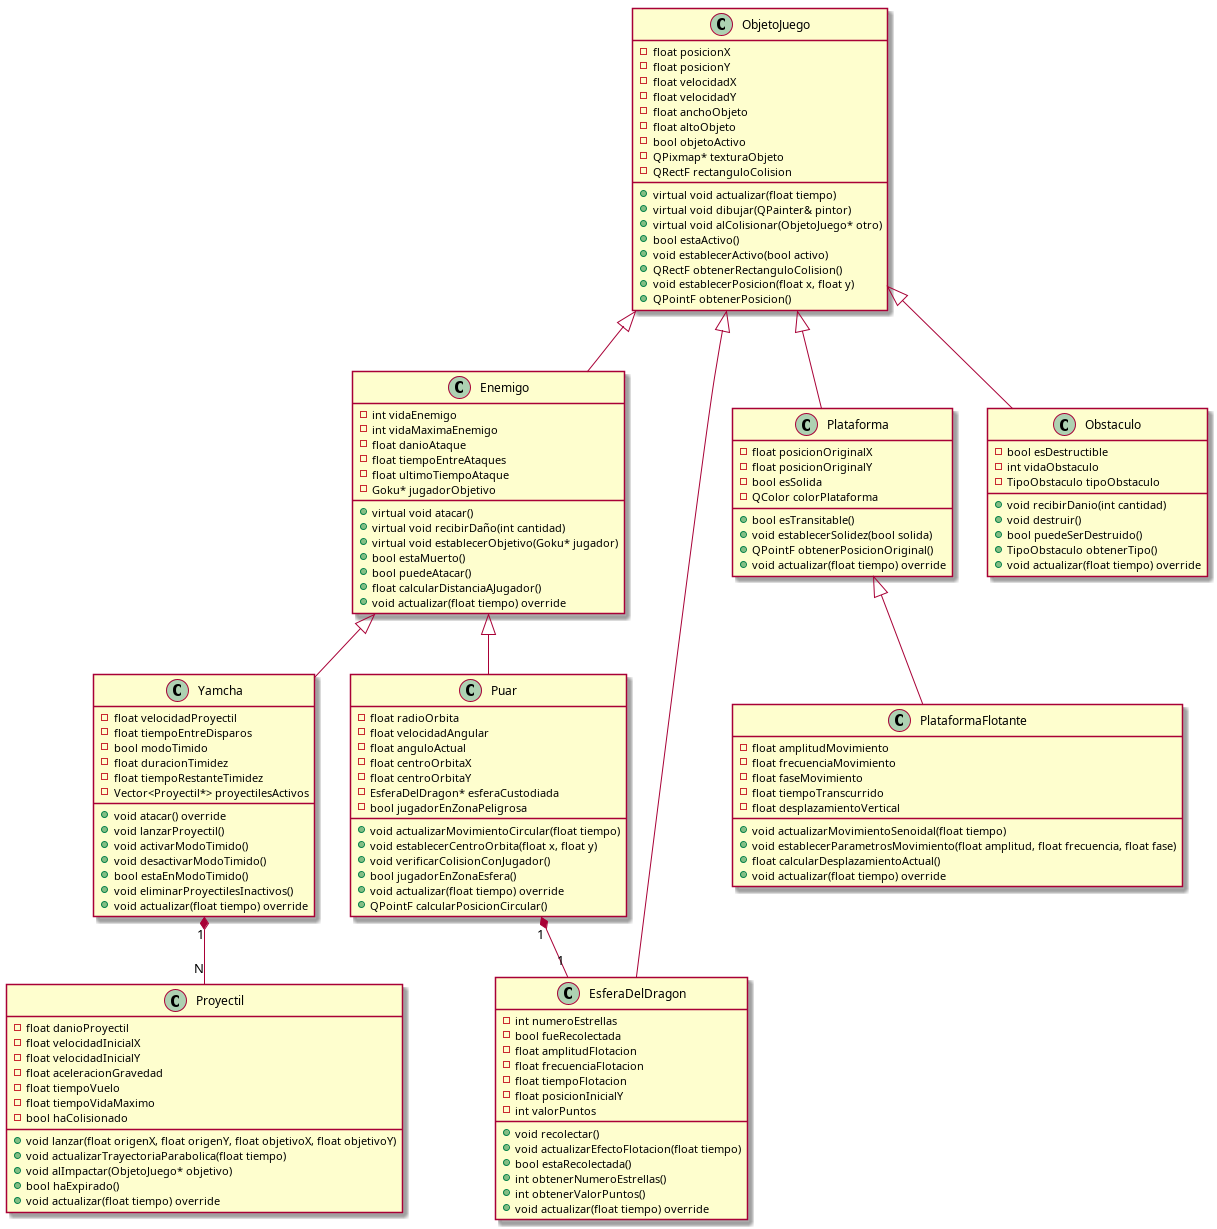 C ObjetoJuego
float posicionX
float posicionY
float velocidadX
float velocidadY
float anchoObjeto
float altoObjeto
bool objetoActivo
QPixmap* texturaObjeto
QRectF rectanguloColision
virtual void actualizar(float tiempo)
virtual void dibujar(QPainter& pintor)
virtual void alColisionar(ObjetoJuego* otro)
bool estaActivo()
void establecerActivo(bool activo)
QRectF obtenerRectanguloColision()
void establecerPosicion(float x, float y)
QPointF obtenerPosicion()
C Enemigo
int vidaEnemigo
int vidaMaximaEnemigo
float danioAtaque
float tiempoEntreAtaques
float ultimoTiempoAtaque
Goku* jugadorObjetivo
virtual void atacar()
virtual void recibirDaño(int cantidad)
virtual void establecerObjetivo(Goku* jugador)
bool estaMuerto()
bool puedeAtacar()
float calcularDistanciaAJugador()
void actualizar(float tiempo) override
C Plataforma
float posicionOriginalX
float posicionOriginalY
bool esSolida
QColor colorPlataforma
bool esTransitable()
void establecerSolidez(bool solida)
QPointF obtenerPosicionOriginal()
void actualizar(float tiempo) override
C Obstaculo
bool esDestructible
int vidaObstaculo
TipoObstaculo tipoObstaculo
void recibirDanio(int cantidad)
void destruir()
bool puedeSerDestruido()
TipoObstaculo obtenerTipo()
void actualizar(float tiempo) override
C Yamcha
float velocidadProyectil
float tiempoEntreDisparos
bool modoTimido
float duracionTimidez
float tiempoRestanteTimidez
Vector<Proyectil*> proyectilesActivos
void atacar() override
void lanzarProyectil()
void activarModoTimido()
void desactivarModoTimido()
bool estaEnModoTimido()
void eliminarProyectilesInactivos()
void actualizar(float tiempo) override
C Puar
float radioOrbita
float velocidadAngular
float anguloActual
float centroOrbitaX
float centroOrbitaY
EsferaDelDragon* esferaCustodiada
bool jugadorEnZonaPeligrosa
void actualizarMovimientoCircular(float tiempo)
void establecerCentroOrbita(float x, float y)
void verificarColisionConJugador()
bool jugadorEnZonaEsfera()
void actualizar(float tiempo) override
QPointF calcularPosicionCircular()
C PlataformaFlotante
float amplitudMovimiento
float frecuenciaMovimiento
float faseMovimiento
float tiempoTranscurrido
float desplazamientoVertical
void actualizarMovimientoSenoidal(float tiempo)
void establecerParametrosMovimiento(float amplitud, float frecuencia, float fase)
float calcularDesplazamientoActual()
void actualizar(float tiempo) override
1
N
1
1
C Proyectil
float danioProyectil
float velocidadInicialX
float velocidadInicialY
float aceleracionGravedad
float tiempoVuelo
float tiempoVidaMaximo
bool haColisionado
void lanzar(float origenX, float origenY, float objetivoX, float objetivoY)
void actualizarTrayectoriaParabolica(float tiempo)
void alImpactar(ObjetoJuego* objetivo)
bool haExpirado()
void actualizar(float tiempo) override
C EsferaDelDragon
int numeroEstrellas
bool fueRecolectada
float amplitudFlotacion
float frecuenciaFlotacion
float tiempoFlotacion
float posicionInicialY
int valorPuntos
void recolectar()
void actualizarEfectoFlotacion(float tiempo)
bool estaRecolectada()
int obtenerNumeroEstrellas()
int obtenerValorPuntos()
void actualizar(float tiempo) override